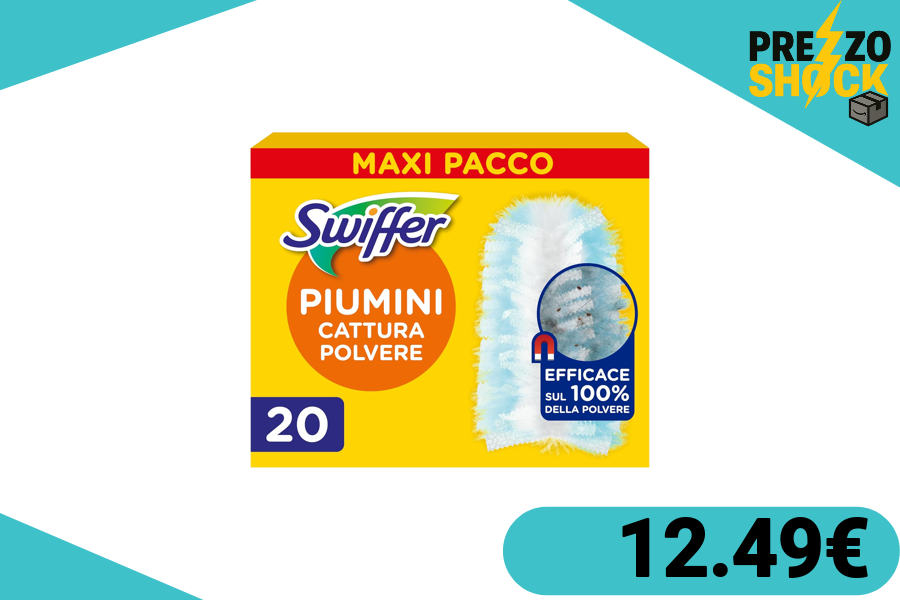 PREZZO
SHOCK
MAXI PACCO
Swiffer
PIUMINI
CATTURA
POLVERE
EFFICACE
SUL 100%
DELLA POLVERE
20
12.49€